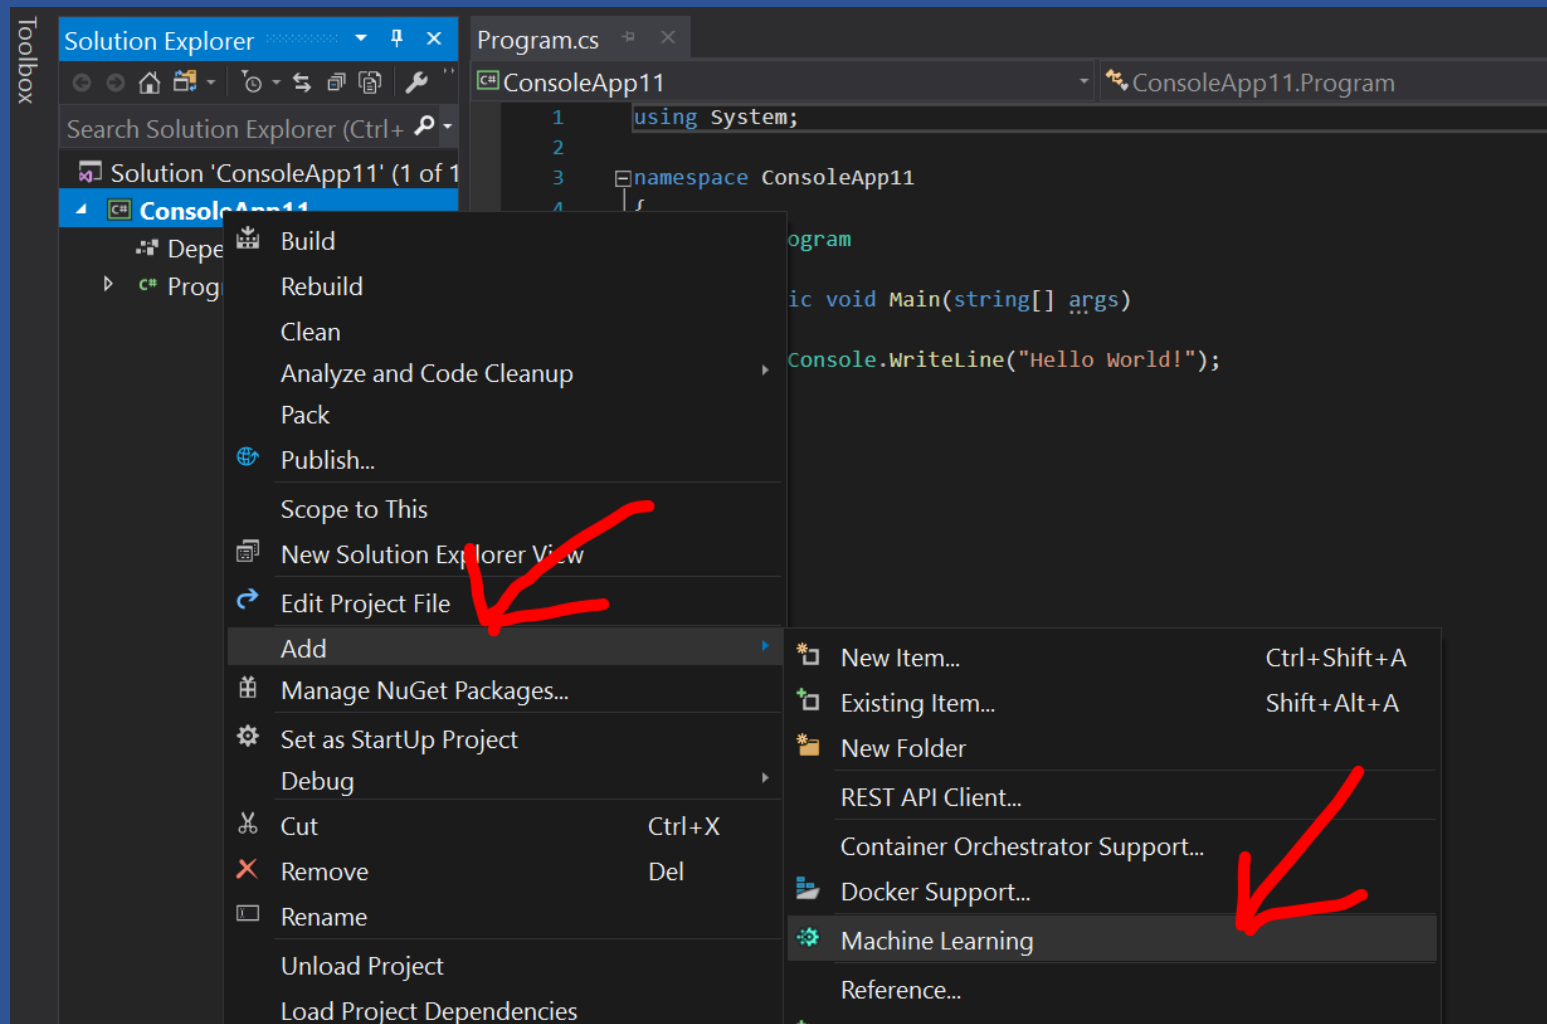 Toolbox
Solution Explorer
Search Solution Explorer (Ctrl+
Solution 'ConsoleApp11' (1 of 1
C# ConsoleApp11
Depe
C# Prog
Program.cs
C# ConsoleApp11
ConsoleApp11.Program
1 using System;
2
3 namespace ConsoleApp11
4 {
ogram
ic void Main(string[] args)
Console.WriteLine("Hello World!");
Build
Rebuild
Clean
Analyze and Code Cleanup
Pack
Publish...
Scope to This
New Solution Explorer View
Edit Project File
Add
Manage NuGet Packages...
Set as StartUp Project
Debug
Cut Ctrl+X
Remove Del
Rename
Unload Project
Load Project Dependencies
New Item... Ctrl+Shift+A
Existing Item... Shift+Alt+A
New Folder
REST API Client...
Container Orchestrator Support...
Docker Support...
Machine Learning
Reference...